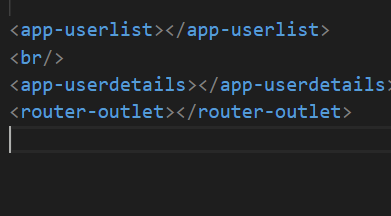 <app-userlist></app-userlist>
<br/>
<app-userdetails></app-userdetails>
<router-outlet></router-outlet>